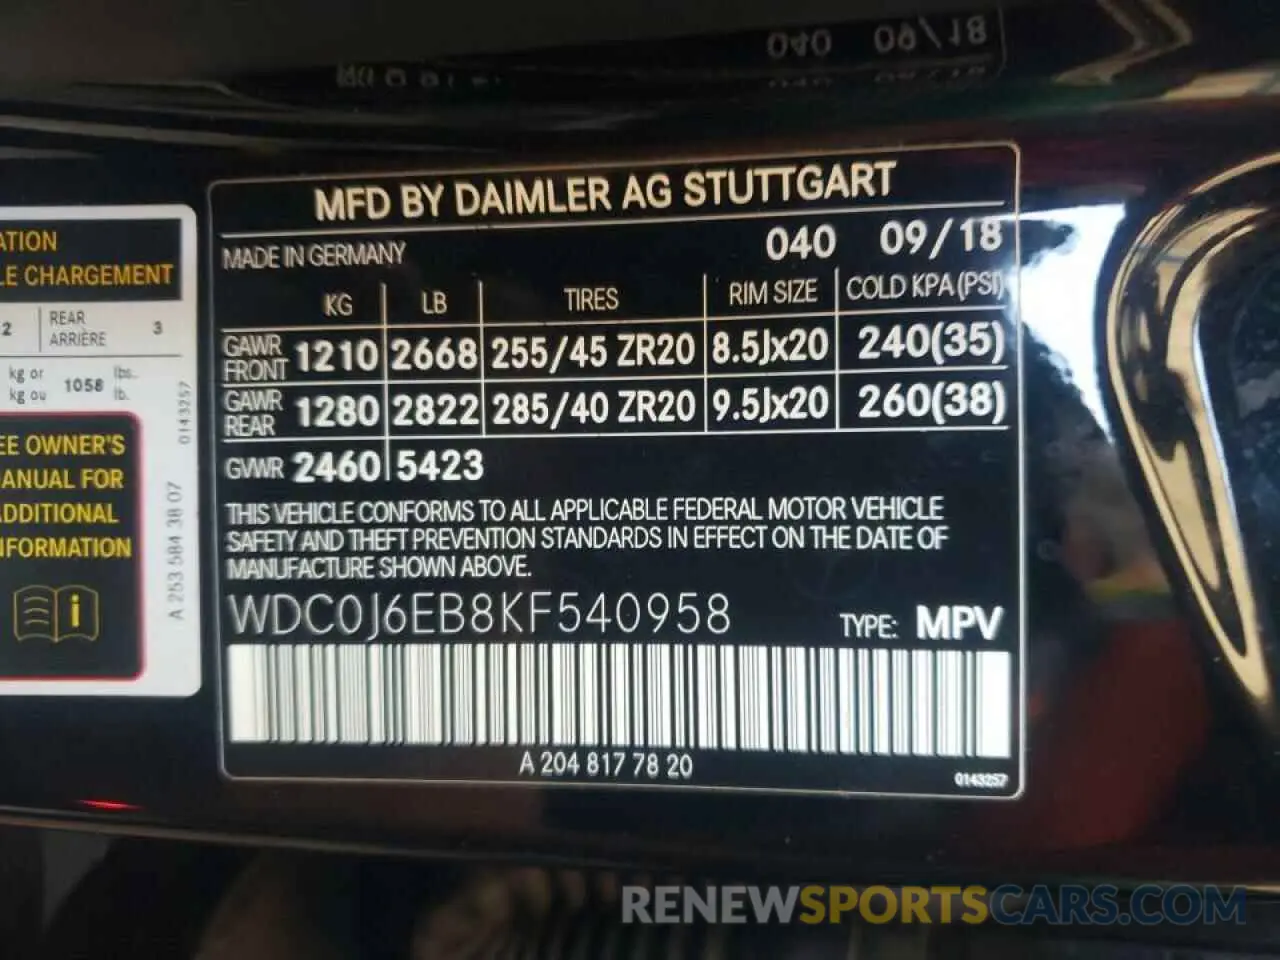 040 09/18
MFD BY DAIMLER AG STUTTGART
MADE IN GERMANY 040 09/18
KG LB TIRES RIM SIZE COLD KPA (PSI)
GAWR FRONT 1210 2668 255/45 ZR20 8.5Jx20 240(35)
GAWR REAR 1280 2822 285/40 ZR20 9.5Jx20 260(38)
GVWR 2460 5423
THIS VEHICLE CONFORMS TO ALL APPLICABLE FEDERAL MOTOR VEHICLE
SAFETY AND THEFT PREVENTION STANDARDS IN EFFECT ON THE DATE OF
MANUFACTURE SHOWN ABOVE.
WDC0J6EB8KF540958 TYPE: MPV
A 204 817 78 20
0143257
ATION
LE CHARGEMENT
2 REAR 3
ARRIÈRE
kg or 1058 lbs.
kg ou lb.
0143257
EE OWNER'S
ANUAL FOR
ADDITIONAL
NFORMATION
A 253 584 38 07
RENEWSPORTSCARS.COM